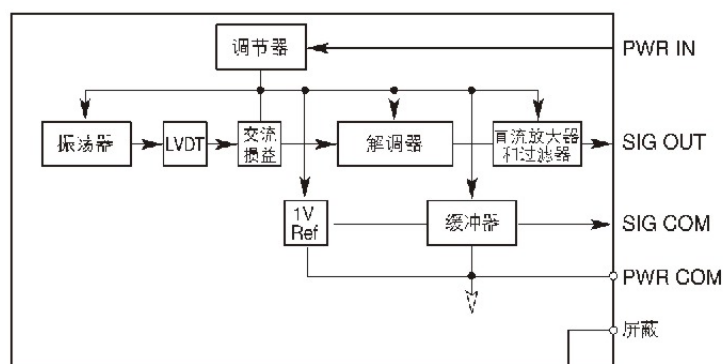 调节器
PWR IN
振荡器
LVDT
交流
损益
解调器
直流放大器
和过滤器
SIG OUT
1V
Ref
缓冲器
SIG COM
PWR COM
屏蔽